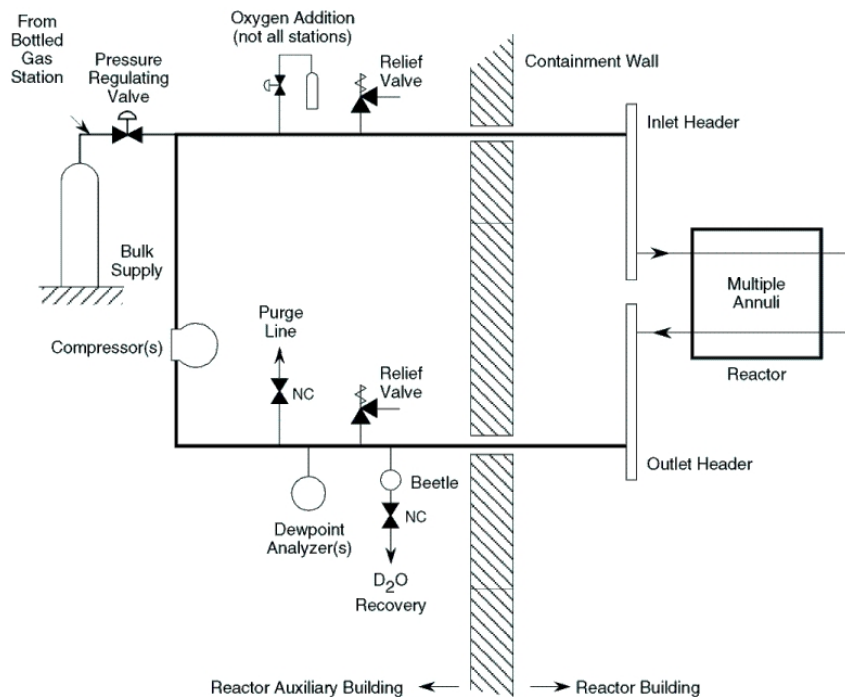 From
Bottled
Gas
Station
Pressure
Regulating
Valve
Oxygen Addition
(not all stations)
Relief
Valve
Containment Wall
Inlet Header
Bulk
Supply
Multiple
Annuli
Reactor
Purge
Line
Compressor(s)
NC
Relief
Valve
Outlet Header
Beetle
NC
Dewpoint
Analyzer(s)
D2O
Recovery
Reactor Auxiliary Building
Reactor Building